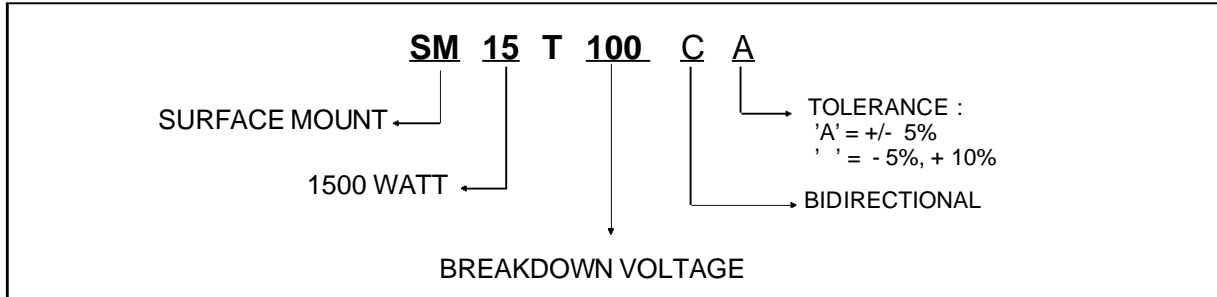 SM 15 T 100 C A
SURFACE MOUNT
TOLERANCE :
'A' = +/- 5%
' ' = - 5%, + 10%
1500 WATT
BIDIRECTIONAL
BREAKDOWN VOLTAGE